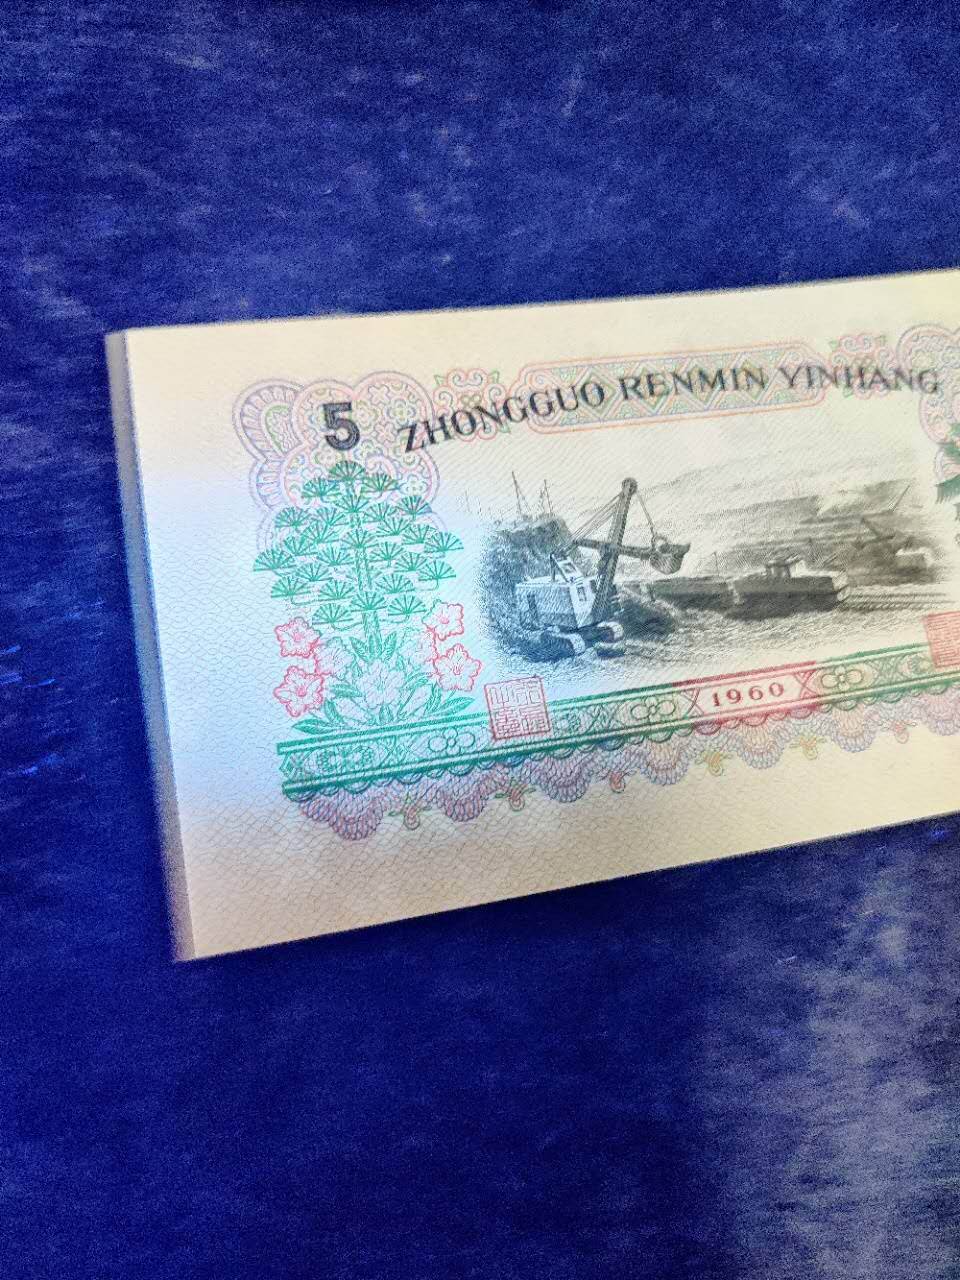 5 ZHONGGUO RENMIN YINHANG
1960